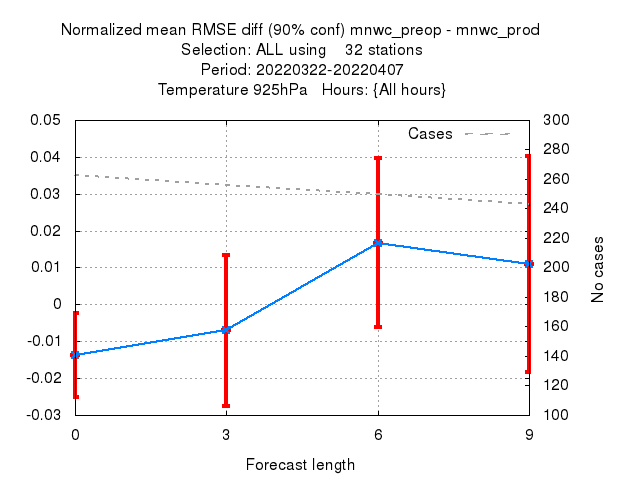 Normalized mean RMSE diff (90% conf) mnwc_preop - mnwc_prod
Selection: ALL using    32 stations
Period: 20220322-20220407
Temperature 925hPa   Hours: {All hours}
Cases
0.05
0.04
0.03
0.02
0.01
0
-0.01
-0.02
-0.03
300
280
260
240
220
200
180
160
140
120
100
No cases
0 3 6 9
Forecast length